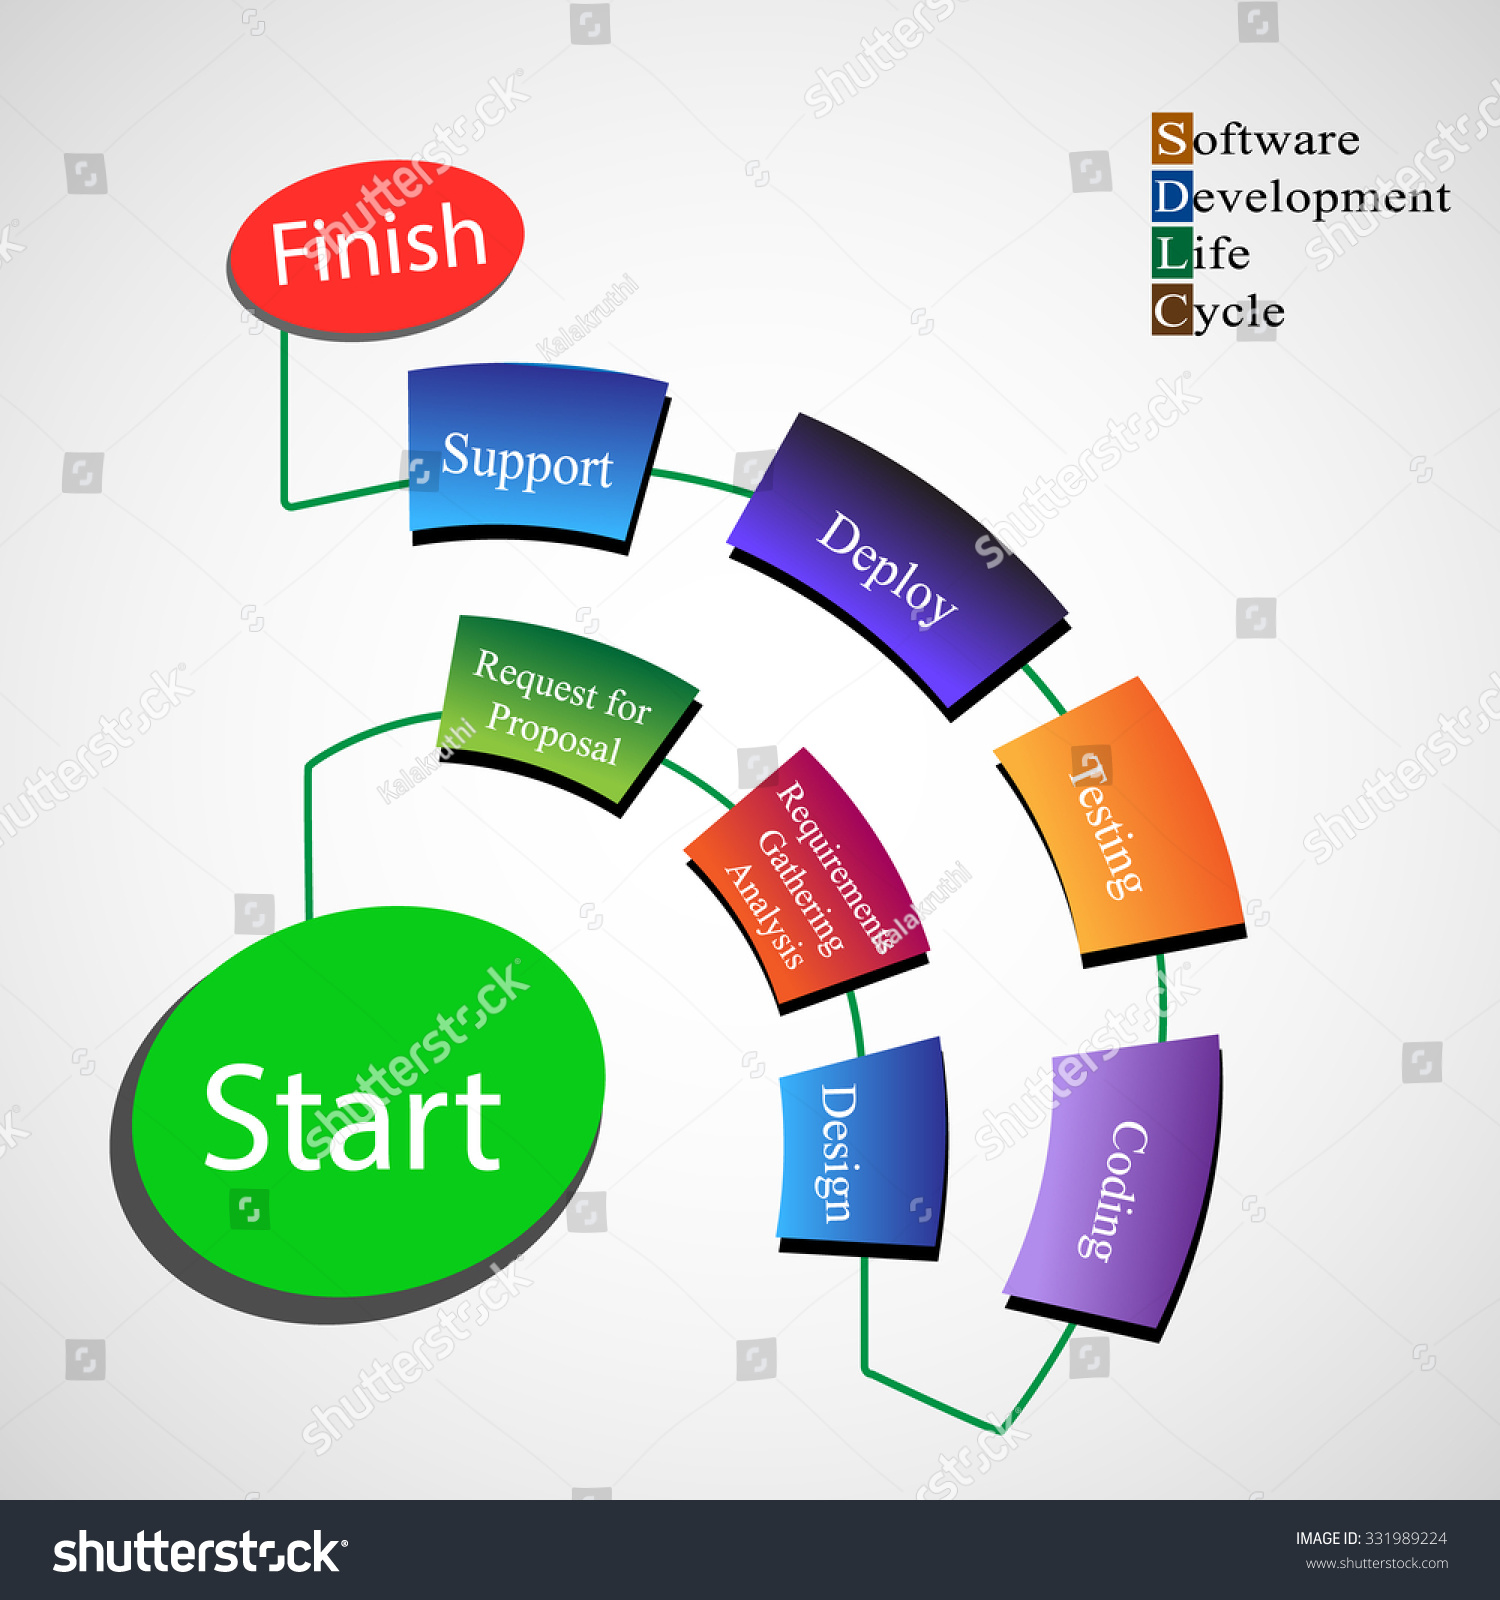 Software
Development
Life
Cycle
Finish
Support
Deploy
Testing
Coding
Request for
Proposal
Requirements
Gathering
Analysis
Design
Start
shutterstock
Kalakruthi
Kalakruthi
Kalakruthi
shutterstock®
IMAGE ID: 331989224
www.shutterstock.com